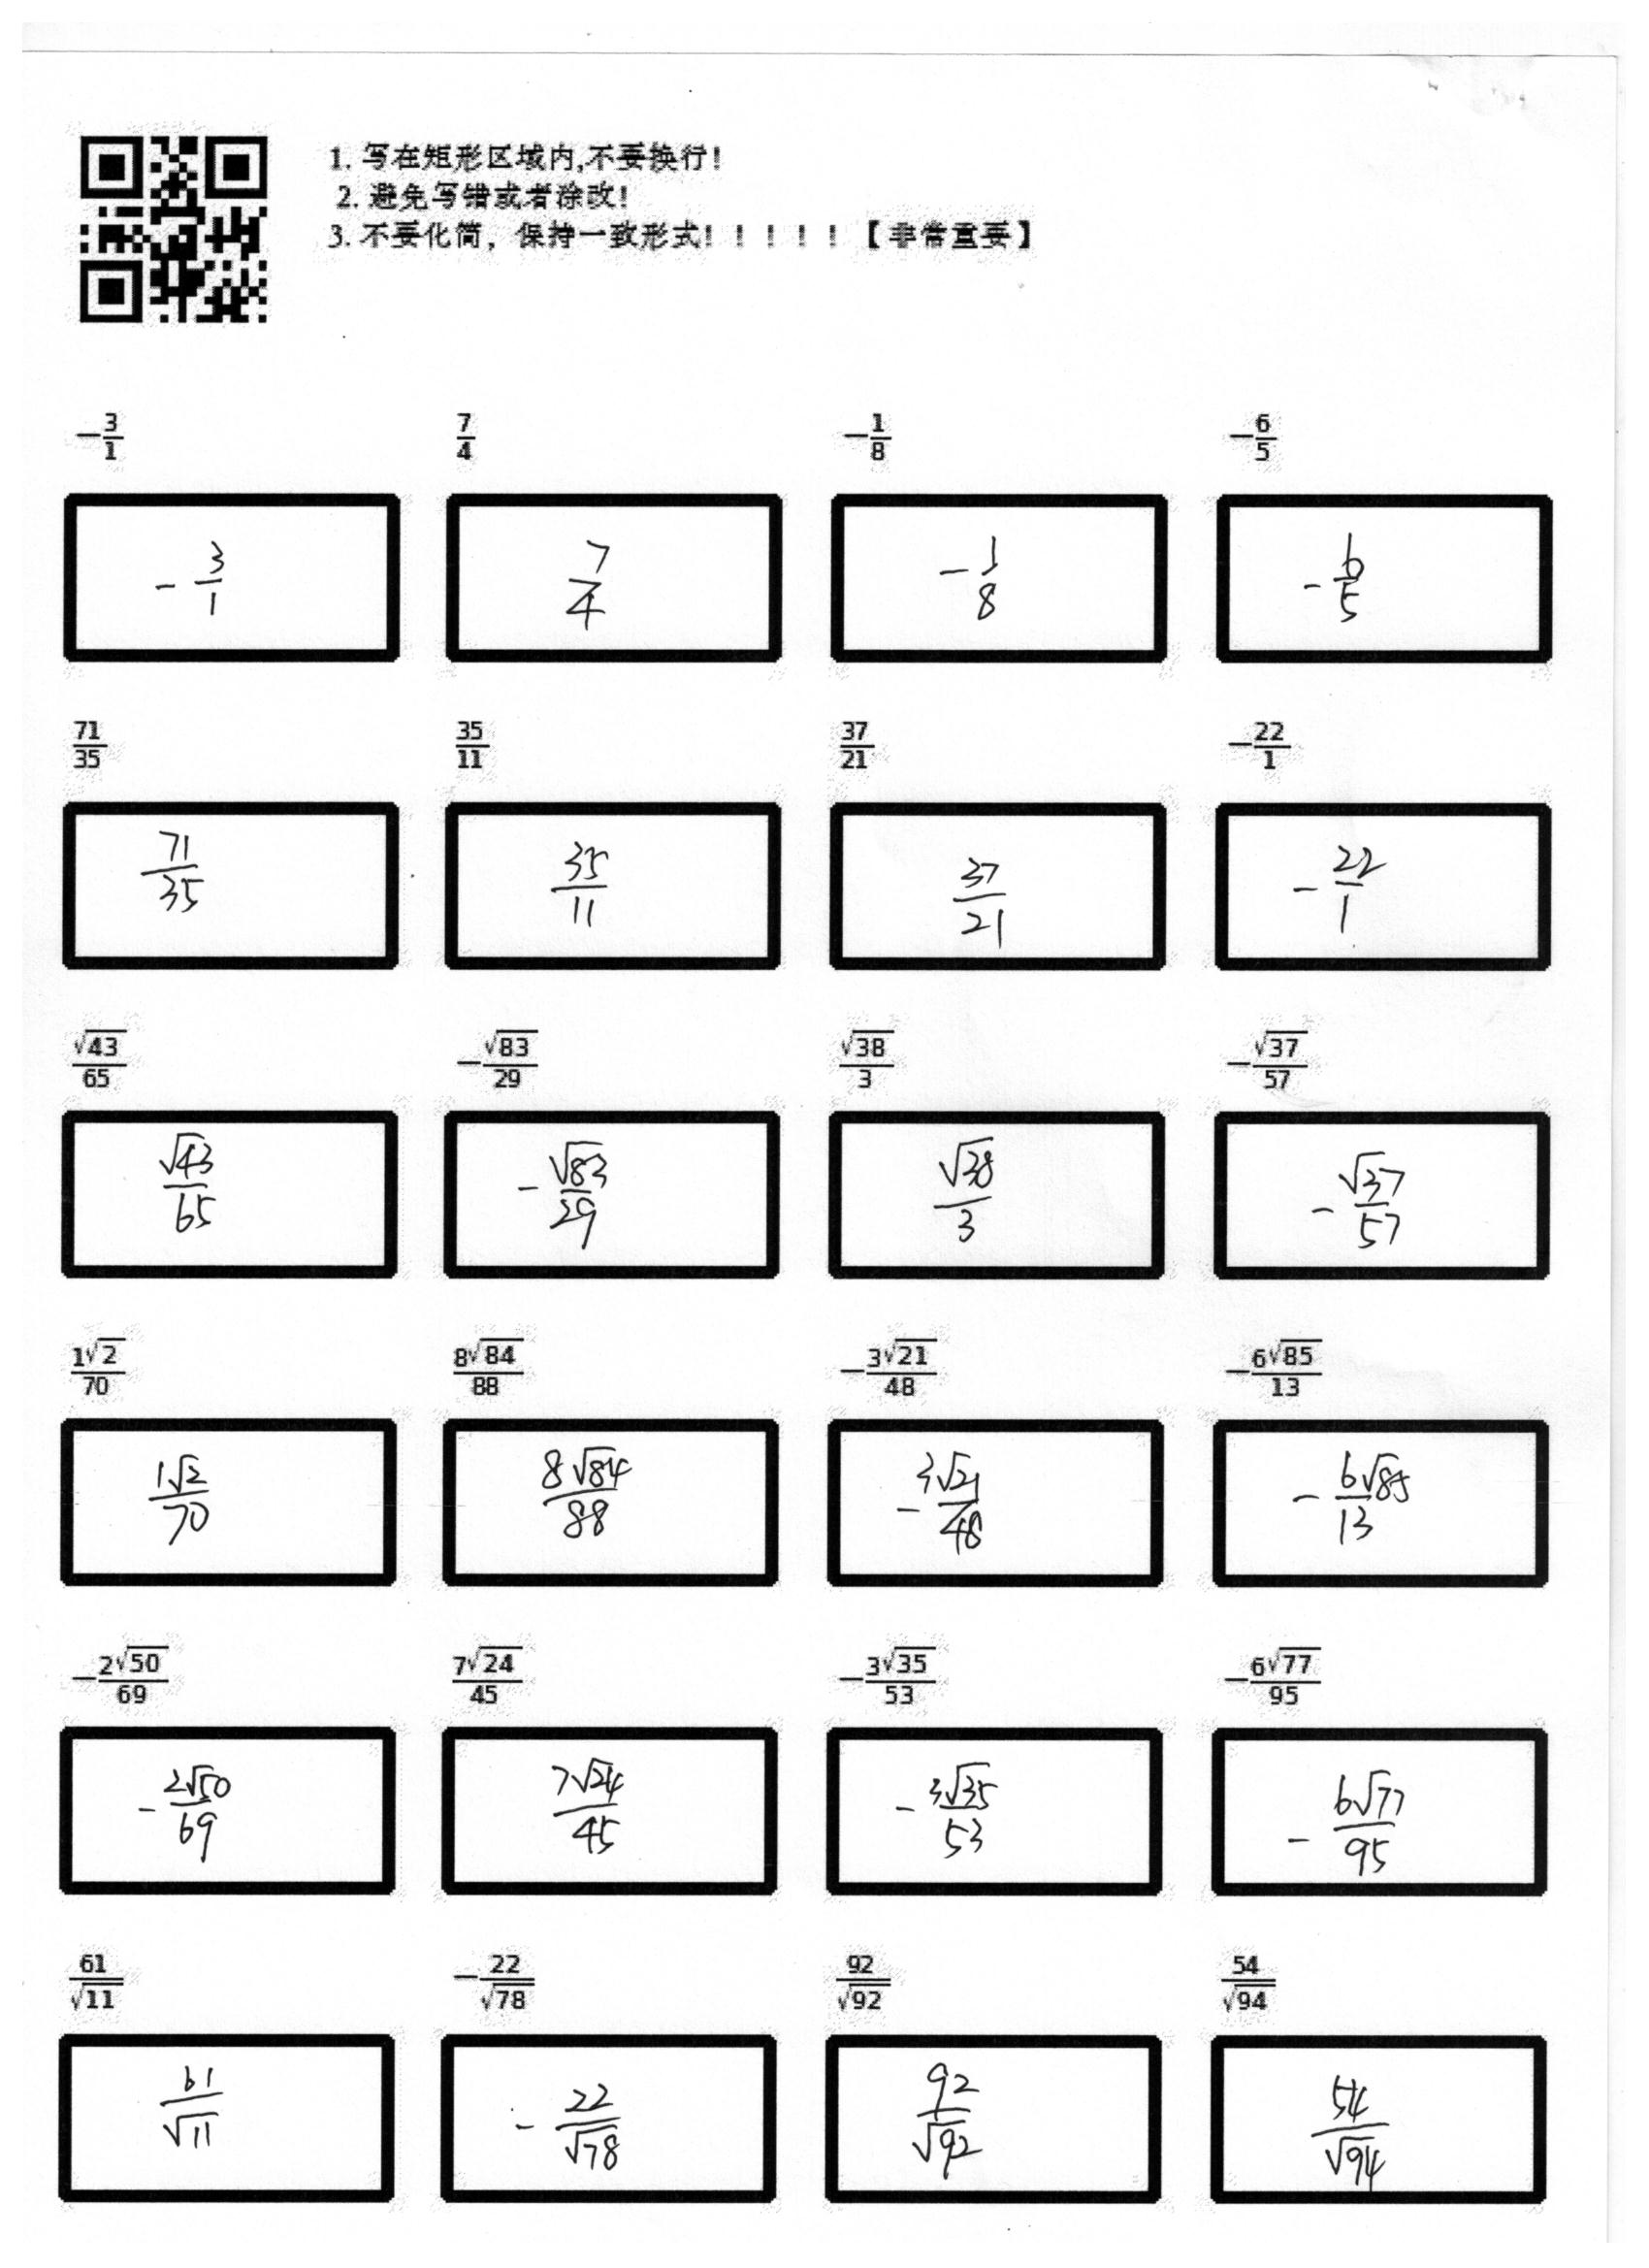 1. 写在矩形区域内,不要换行!
2. 避免写错或者涂改!
3. 不要化简，保持一致形式! ! ! ! ! 【非常重要】
-\frac{3}{1} \frac{7}{4} -\frac{1}{8} -\frac{6}{5}
-\frac{3}{1} \frac{7}{4} -\frac{1}{8} -\frac{6}{5}
\frac{71}{35} \frac{35}{11} \frac{37}{21} -\frac{22}{1}
\frac{71}{35} \frac{35}{11} \frac{37}{21} -\frac{22}{1}
\frac{\sqrt{43}}{65} -\frac{\sqrt{83}}{29} \frac{\sqrt{38}}{3} -\frac{\sqrt{37}}{57}
\frac{\sqrt{43}}{65} -\frac{\sqrt{83}}{29} \frac{\sqrt{38}}{3} -\frac{\sqrt{37}}{57}
\frac{1\sqrt{2}}{70} \frac{8\sqrt{84}}{88} -\frac{3\sqrt{21}}{48} -\frac{6\sqrt{85}}{13}
\frac{1\sqrt{2}}{70} \frac{8\sqrt{84}}{88} -\frac{3\sqrt{21}}{48} -\frac{6\sqrt{85}}{13}
-\frac{2\sqrt{50}}{69} \frac{7\sqrt{24}}{45} -\frac{3\sqrt{35}}{53} -\frac{6\sqrt{77}}{95}
-\frac{2\sqrt{50}}{69} \frac{7\sqrt{24}}{45} -\frac{3\sqrt{35}}{53} -\frac{6\sqrt{77}}{95}
\frac{61}{\sqrt{11}} -\frac{22}{\sqrt{78}} \frac{92}{\sqrt{92}} \frac{54}{\sqrt{94}}
\frac{61}{\sqrt{11}} -\frac{22}{\sqrt{78}} \frac{92}{\sqrt{92}} \frac{54}{\sqrt{94}}